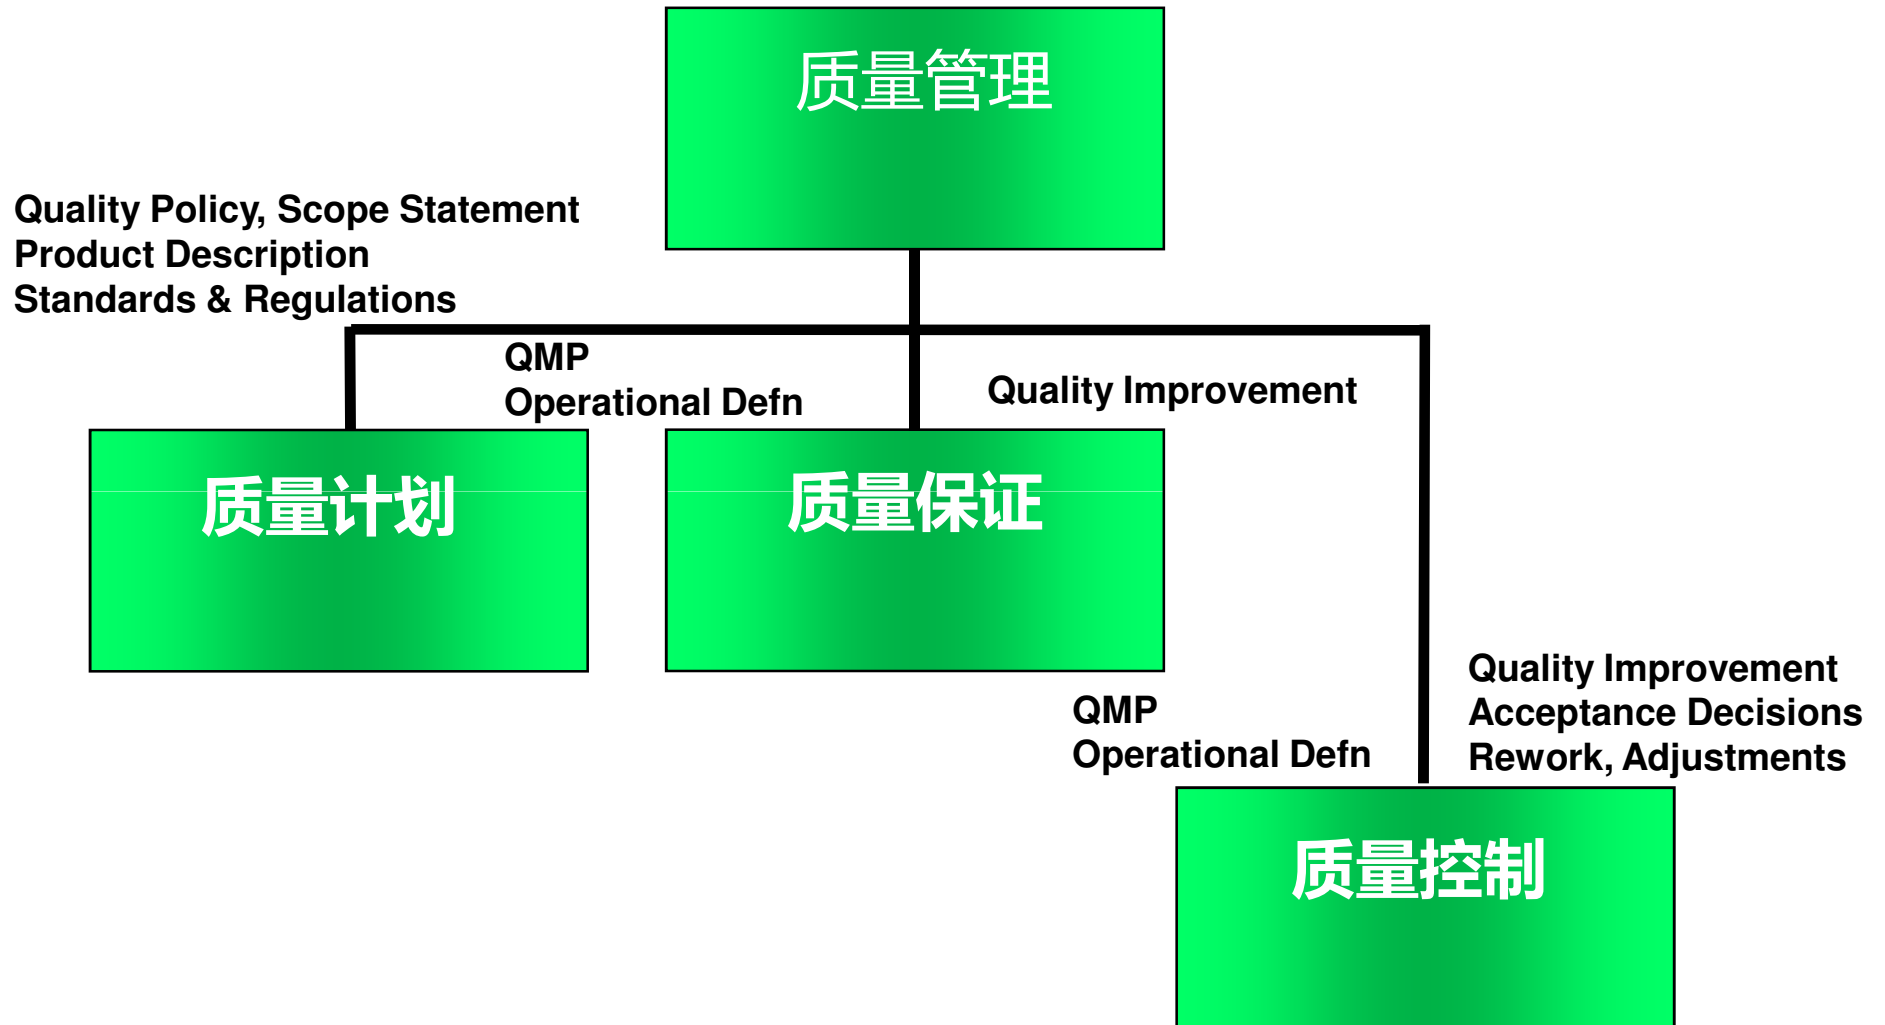 质量管理
Quality Policy, Scope Statement
Product Description
Standards & Regulations
QMP
Operational Defn
Quality Improvement
质量计划
质量保证
QMP
Operational Defn
Quality Improvement
Acceptance Decisions
Rework, Adjustments
质量控制